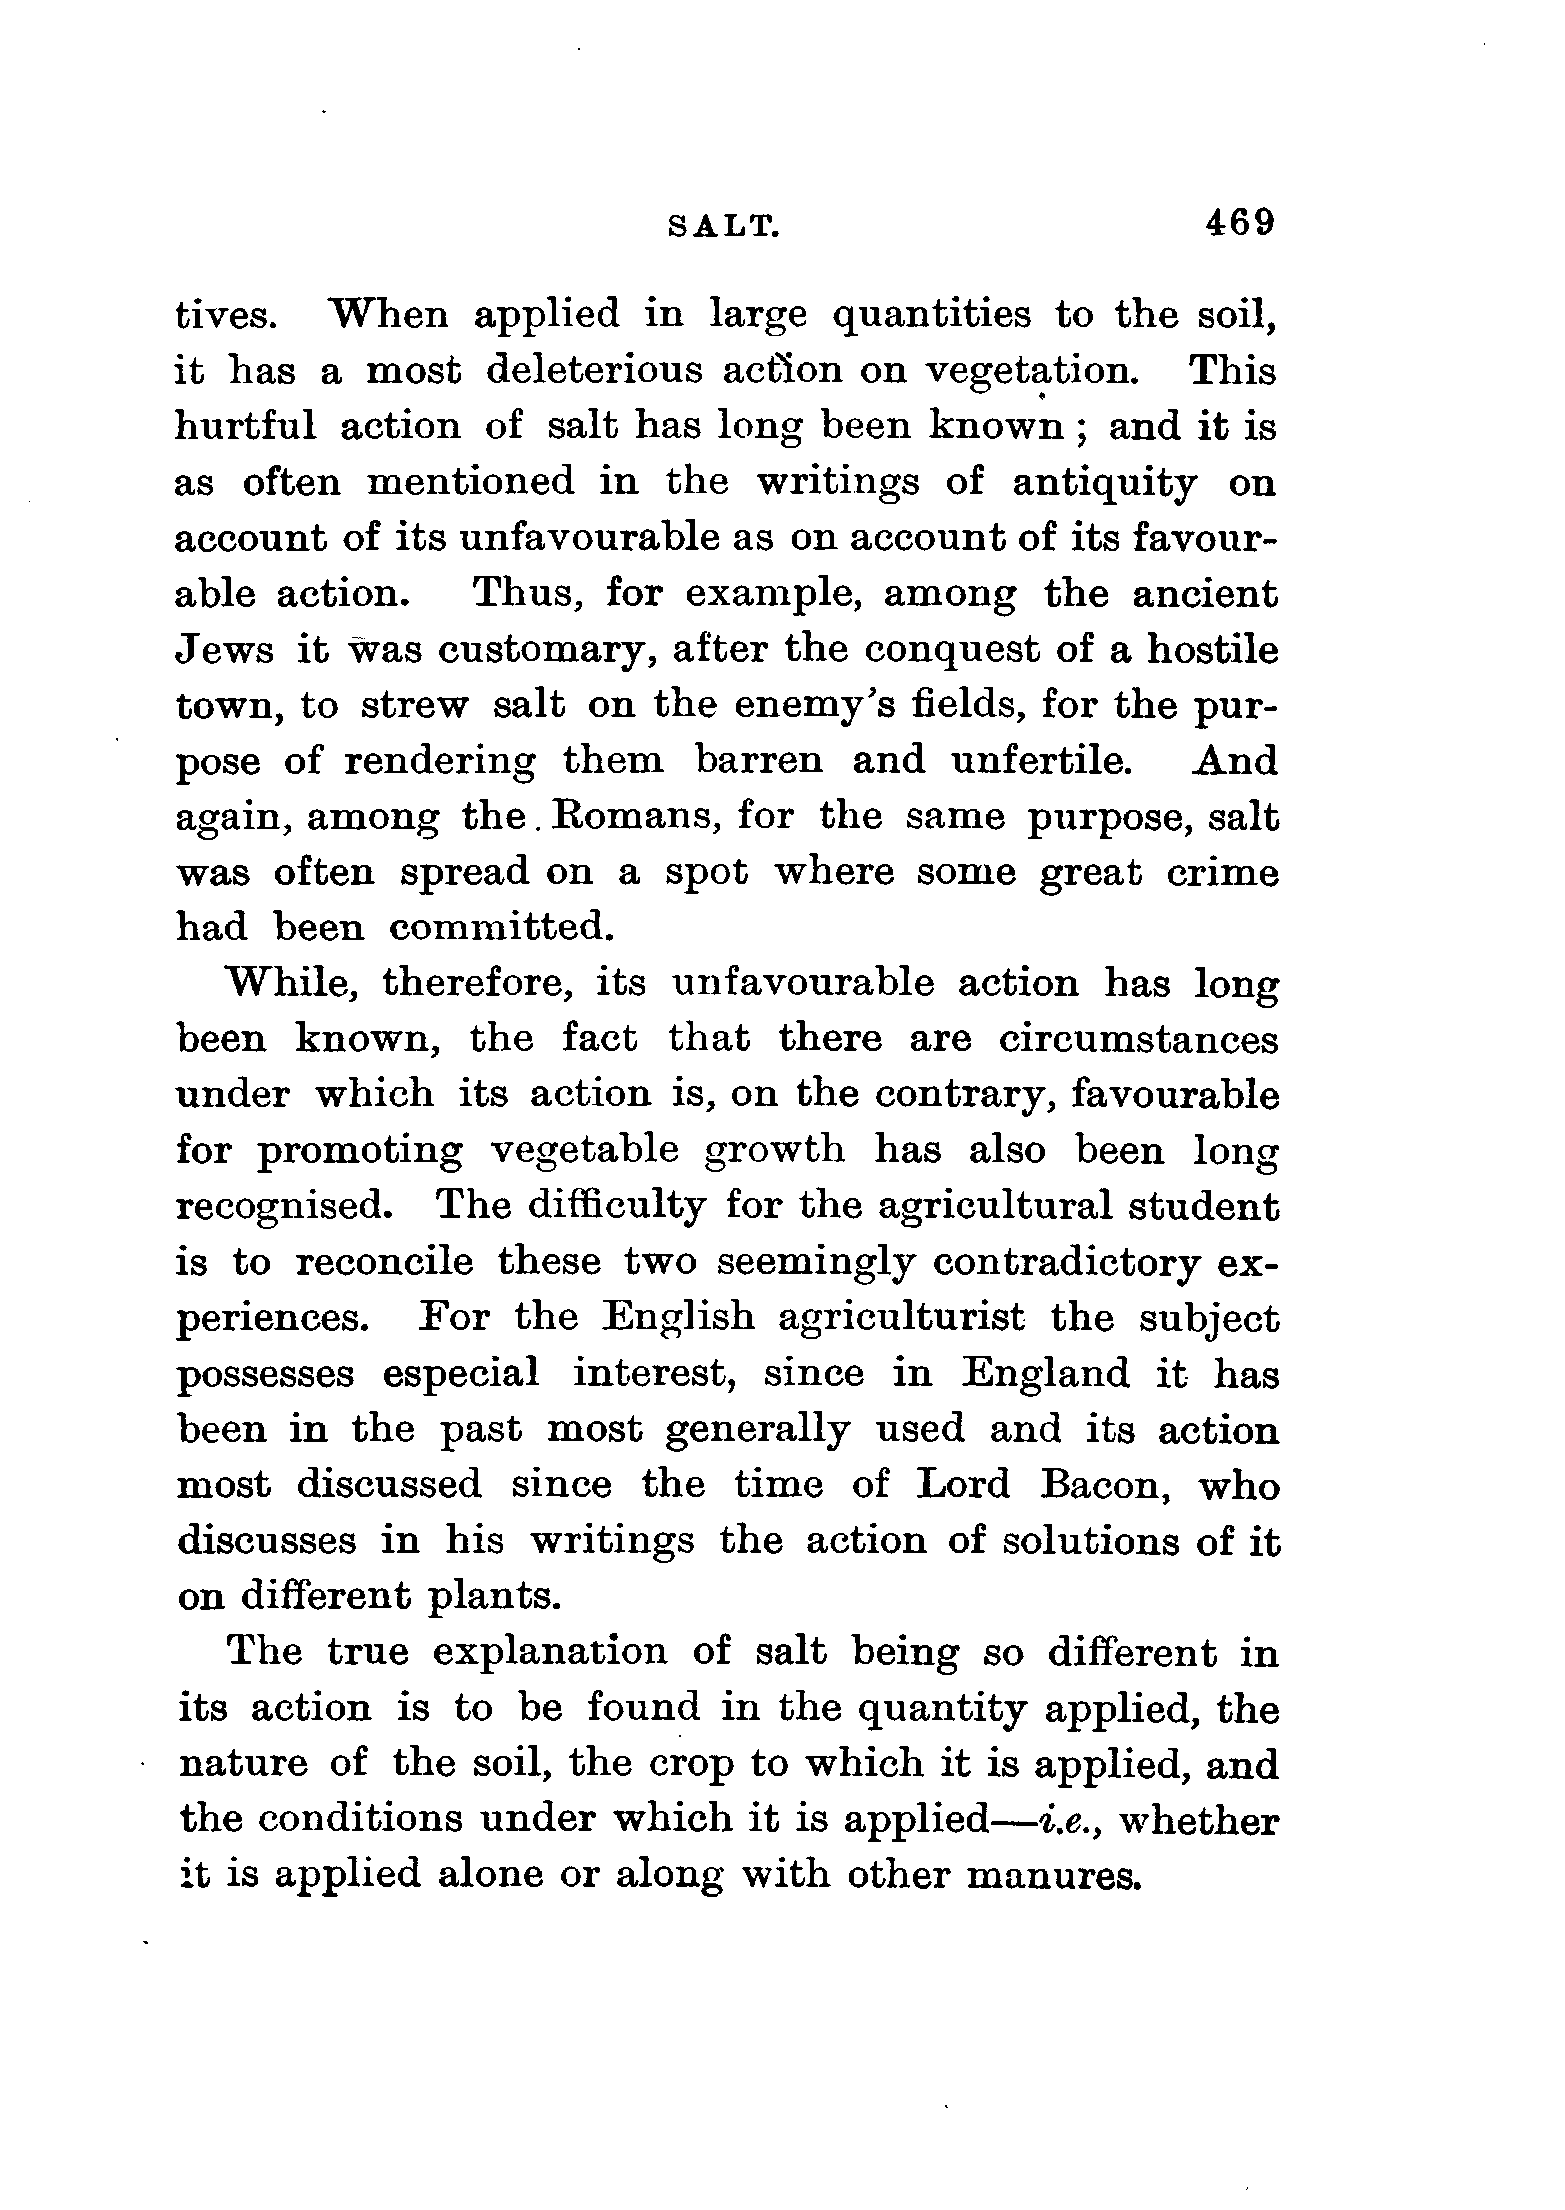 SALT. 469
tives. When applied in large quantities to the soil,
it has a most deleterious action on vegetation. This
hurtful action of salt has long been known ; and it is
as often mentioned in the writings of antiquity on
account of its unfavourable as on account of its favour-
able action. Thus, for example, among the ancient
Jews it was customary, after the conquest of a hostile
town, to strew salt on the enemy's fields, for the pur-
pose of rendering them barren and unfertile. And
again, among the Romans, for the same purpose, salt
was often spread on a spot where some great crime
had been committed.
While, therefore, its unfavourable action has long
been known, the fact that there are circumstances
under which its action is, on the contrary, favourable
for promoting vegetable growth has also been long
recognised. The difficulty for the agricultural student
is to reconcile these two seemingly contradictory ex-
periences. For the English agriculturist the subject
possesses especial interest, since in England it has
been in the past most generally used and its action
most discussed since the time of Lord Bacon, who
discusses in his writings the action of solutions of it
on different plants.
The true explanation of salt being so different in
its action is to be found in the quantity applied, the
nature of the soil, the crop to which it is applied, and
the conditions under which it is applied—i.e., whether
it is applied alone or along with other manures.